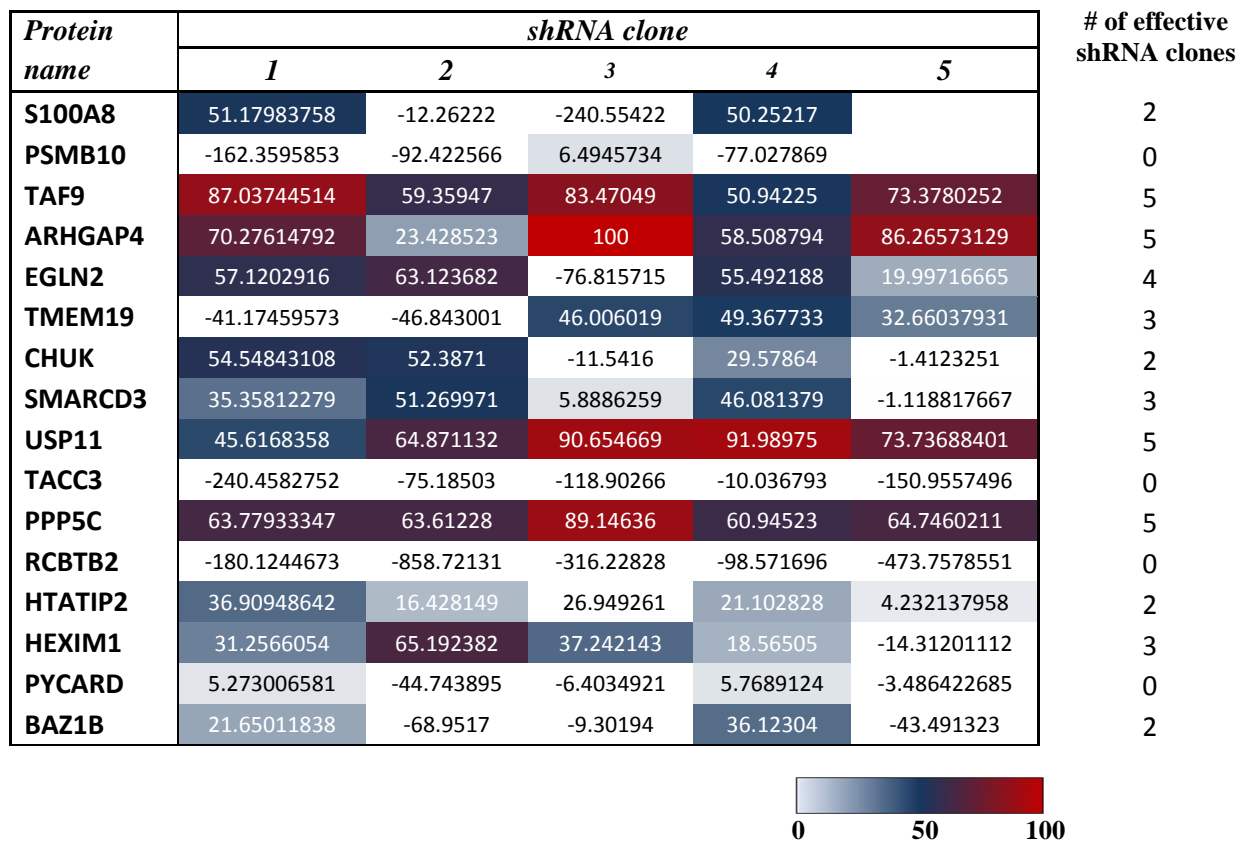 Protein name shRNA clone # of effective shRNA clones
1 2 3 4 5
S100A8 51.17983758 -12.26222 -240.55422 50.25217 2
PSMB10 -162.3595853 -92.422566 6.4945734 -77.027869 0
TAF9 87.03744514 59.35947 83.47049 50.94225 73.3780252 5
ARHGAP4 70.27614792 23.428523 100 58.508794 86.26573129 5
EGLN2 57.1202916 63.123682 -76.815715 55.492188 19.99716665 4
TMEM19 -41.17459573 -46.843001 46.006019 49.367733 32.66037931 3
CHUK 54.54843108 52.3871 -11.5416 29.57864 -1.4123251 2
SMARCD3 35.35812279 51.269971 5.8886259 46.081379 -1.118817667 3
USP11 45.6168358 64.871132 90.654669 91.98975 73.73688401 5
TACC3 -240.4582752 -75.18503 -118.90266 -10.036793 -150.9557496 0
PPP5C 63.77933347 63.61228 89.14636 60.94523 64.7460211 5
RCBTB2 -180.1244673 -858.72131 -316.22828 -98.571696 -473.7578551 0
HTATIP2 36.90948642 16.428149 26.949261 21.102828 4.232137958 2
HEXIM1 31.2566054 65.192382 37.242143 18.56505 -14.31201112 3
PYCARD 5.273006581 -44.743895 -6.4034921 5.7689124 -3.486422685 0
BAZ1B 21.65011838 -68.9517 -9.30194 36.12304 -43.491323 2
0 50 100